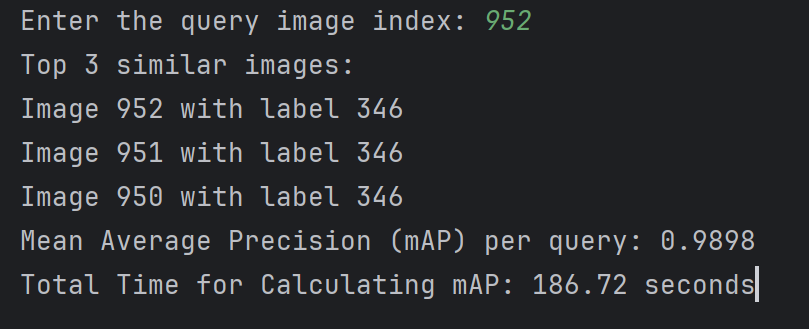 Enter the query image index: 952
Top 3 similar images:
Image 952 with label 346
Image 951 with label 346
Image 950 with label 346
Mean Average Precision (mAP) per query: 0.9898
Total Time for Calculating mAP: 186.72 seconds